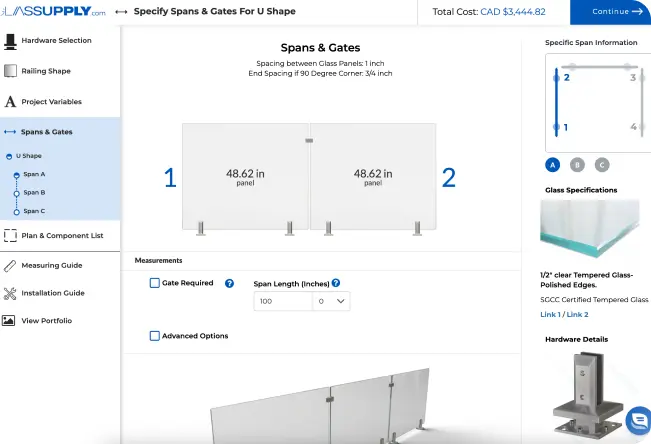 GLASSUPPLY.com
Specify Spans & Gates For U Shape
Total Cost: CAD $3,444.82
Continue
Hardware Selection
Railing Shape
Project Variables
Spans & Gates
U Shape
Span A
Span B
Span C
Plan & Component List
Measuring Guide
Installation Guide
View Portfolio
Spans & Gates
Spacing between Glass Panels: 1 inch
End Spacing if 90 Degree Corner: 3/4 inch
1
48.62 in
panel
48.62 in
panel
2
Measurements
Gate Required
?
Span Length (Inches)
?
100
0
Advanced Options
Specific Span Information
2
3
1
4
A
B
C
Glass Specifications
1/2" clear Tempered Glass-
Polished Edges.
SGCC Certified Tempered Glass
Link 1 / Link 2
Hardware Details